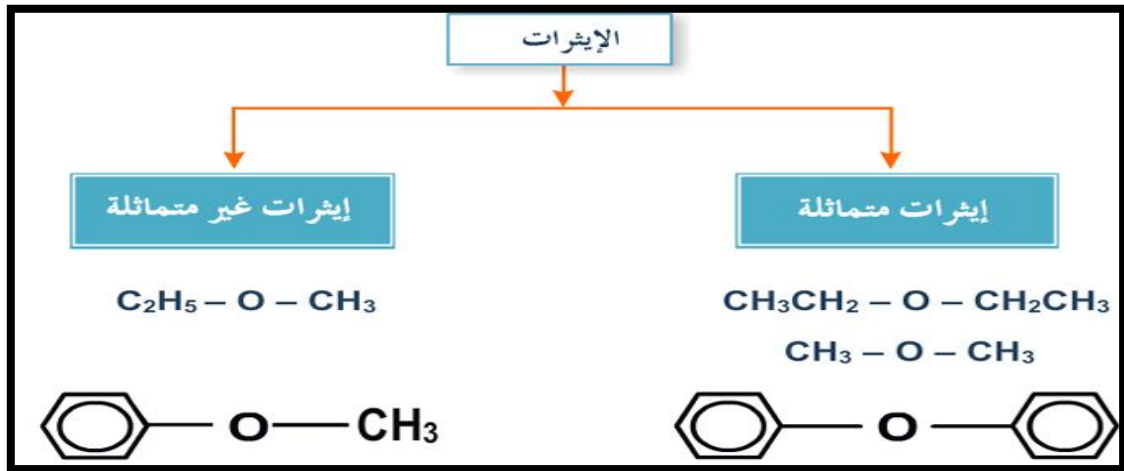 الإيثرات
إيثرات متماثلة
إيثرات غير متماثلة
CH₃CH₂ – O – CH₂CH₃
C₂H₅ – O – CH₃
CH₃ – O – CH₃
O
O CH₃